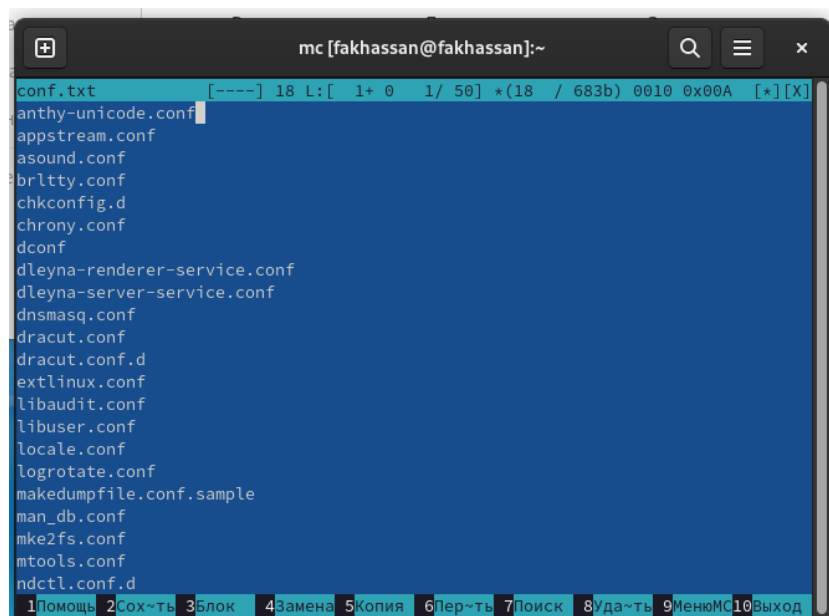 mc [fakhassan@fakhassan]:~
conf.txt [----] 18 L:[ 1+ 0 1/ 50] *(18 / 683b) 0010 0x00A [*][X]
anthy-unicode.conf
appstream.conf
asound.conf
brltty.conf
chkconfig.d
chrony.conf
dconf
dleyna-renderer-service.conf
dleyna-server-service.conf
dnsmasq.conf
dracut.conf
dracut.conf.d
extlinux.conf
libaudit.conf
libuser.conf
locale.conf
logrotate.conf
makedumpfile.conf.sample
man_db.conf
mke2fs.conf
mtools.conf
ndctl.conf.d
1Помощь 2Сох~ть 3Блок 4Замена 5Копия 6Пер~ть 7Поиск 8Уда~ть 9МенюMC 10Выход